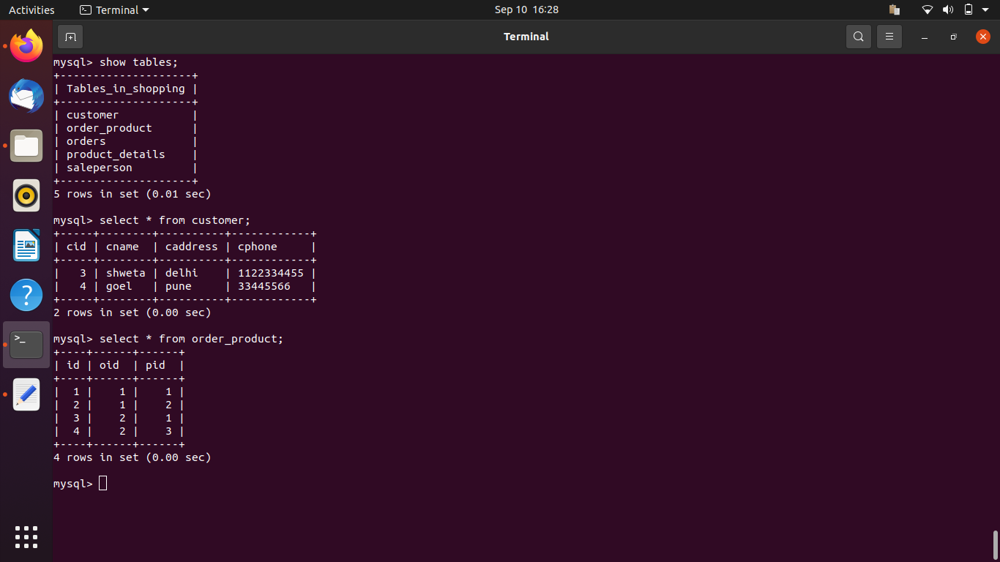 Activities Terminal Sep 10 16:28
Terminal
mysql> show tables;
+--------------------+
| Tables_in_shopping |
+--------------------+
| customer           |
| order_product      |
| orders             |
| product_details    |
| saleperson         |
+--------------------+
5 rows in set (0.01 sec)

mysql> select * from customer;
+-----+--------+----------+------------+
| cid | cname  | caddress | cphone     |
+-----+--------+----------+------------+
|   3 | shweta | delhi    | 1122334455 |
|   4 | goel   | pune     | 33445566   |
+-----+--------+----------+------------+
2 rows in set (0.00 sec)

mysql> select * from order_product;
+----+------+------+
| id | oid  | pid  |
+----+------+------+
|  1 |    1 |    1 |
|  2 |    1 |    2 |
|  3 |    2 |    1 |
|  4 |    2 |    3 |
+----+------+------+
4 rows in set (0.00 sec)

mysql>